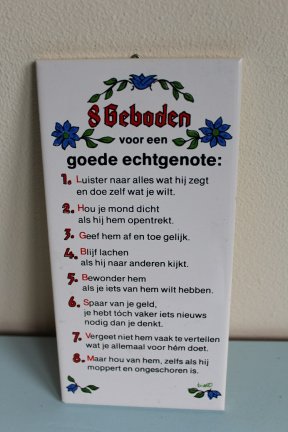 8 Geboden
voor een
goede echtgenote:
1. Luister naar alles wat hij zegt
en doe zelf wat je wilt.
2. Hou je mond dicht
als hij hem opentrekt.
3. Geef hem af en toe gelijk.
4. Blijf lachen
als hij naar anderen kijkt.
5. Bewonder hem
als je iets van hem wilt hebben.
6. Spaar van je geld,
je hebt tóch vaker iets nieuws
nodig dan je denkt.
7. Vergeet niet hem vaak te vertellen
wat je allemaal voor hém doet.
8. Maar hou van hem, zelfs als hij
moppert en ongeschoren is.